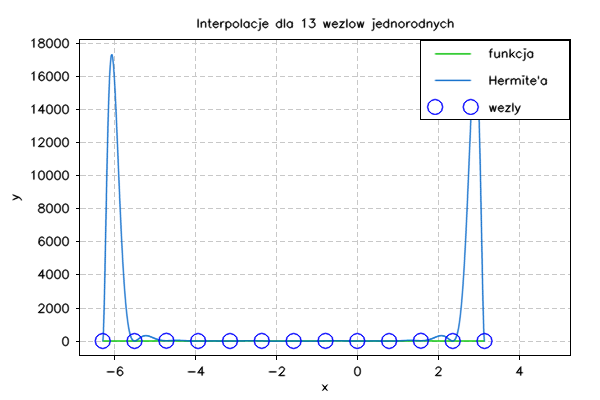 Interpolacje dla 13 wezlow jednorodnych
funkcja
Hermite'a
wezly
18000
16000
14000
12000
10000
8000
6000
4000
2000
0
y
−6 −4 −2 0 2 4
x